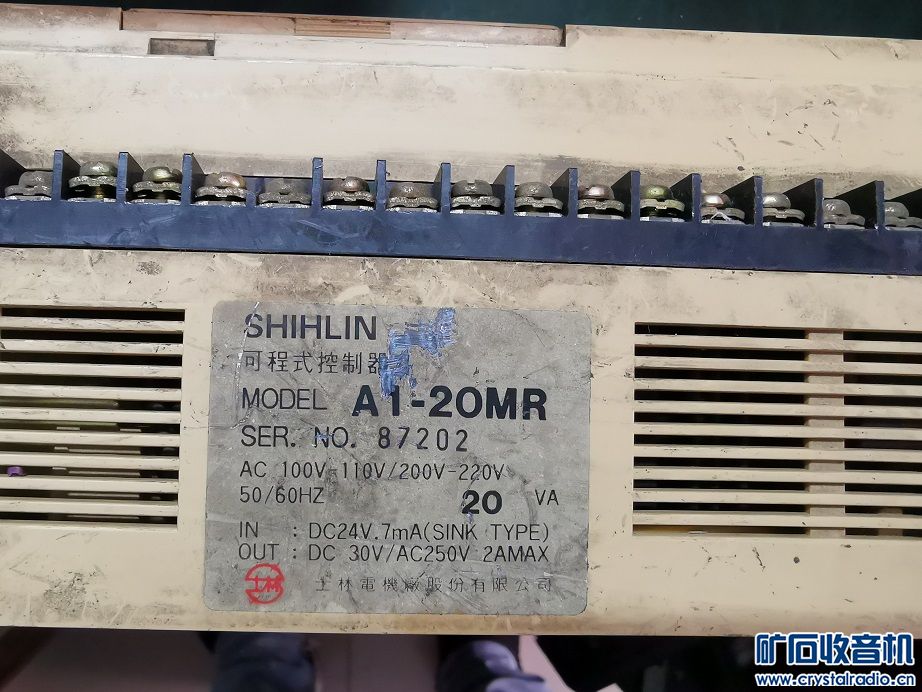 SHIHLIN
可程式控制器
MODEL A1-20MR
SER. NO. 87202
AC 100V-110V/200V-220V
50/60HZ 20 VA
IN : DC24V.7mA(SINK TYPE)
OUT : DC 30V/AC250V 2AMAX
士林 士林電機廠股份有限公司
矿石收音机
www.crystalradio.cn